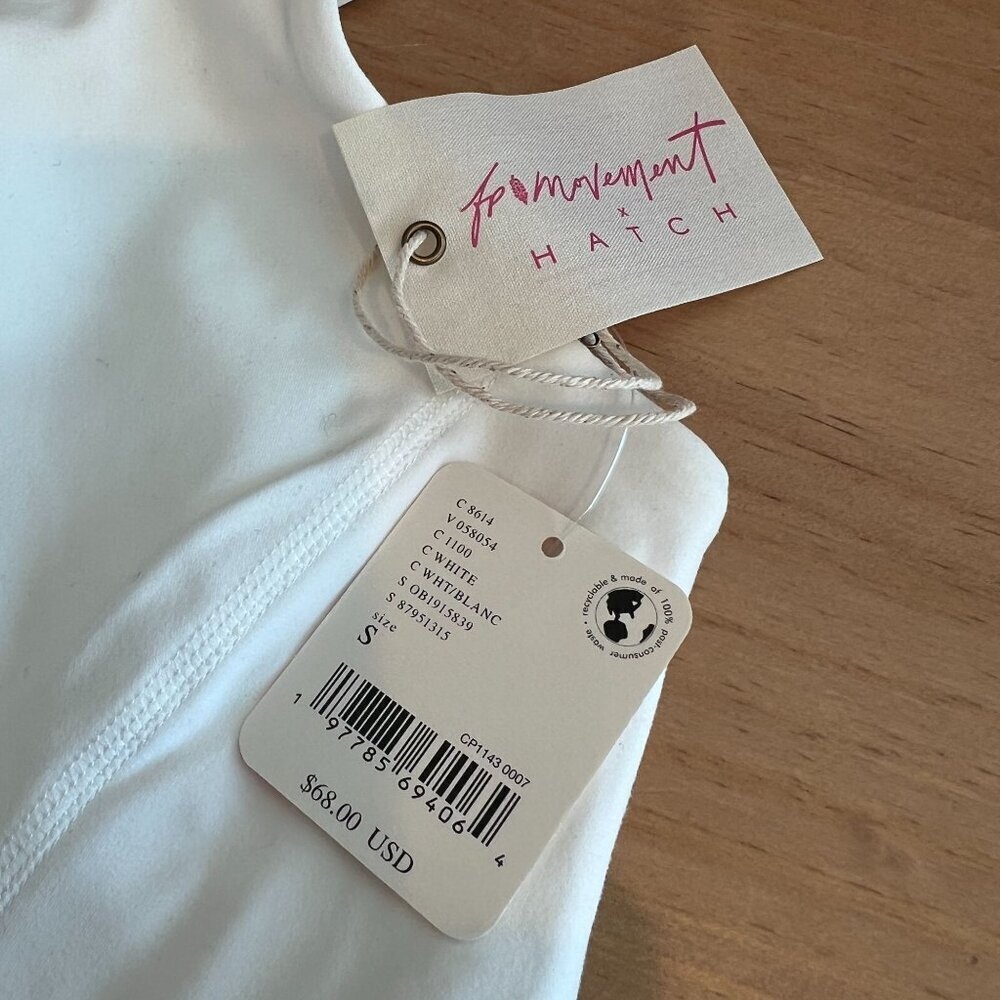 fp movement
x
HATCH
C 8614
V 058054
C 1100
C WHITE
C WHT/BLANC
S OB1915839
S 87951315
size
S
recyclable & made of 100% post-consumer waste •
CP1143 0007
1 97785 69406 4
$68.00 USD